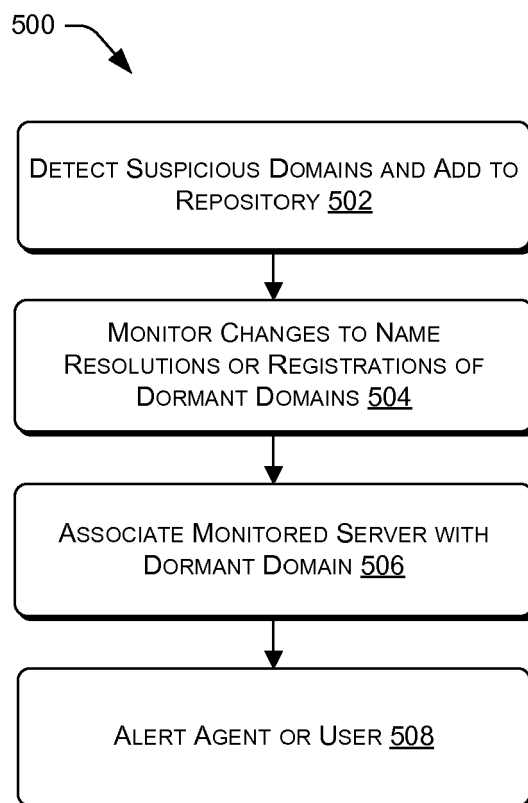 500
DETECT SUSPICIOUS DOMAINS AND ADD TO
REPOSITORY 502
MONITOR CHANGES TO NAME
RESOLUTIONS OR REGISTRATIONS OF
DORMANT DOMAINS 504
ASSOCIATE MONITORED SERVER WITH
DORMANT DOMAIN 506
ALERT AGENT OR USER 508